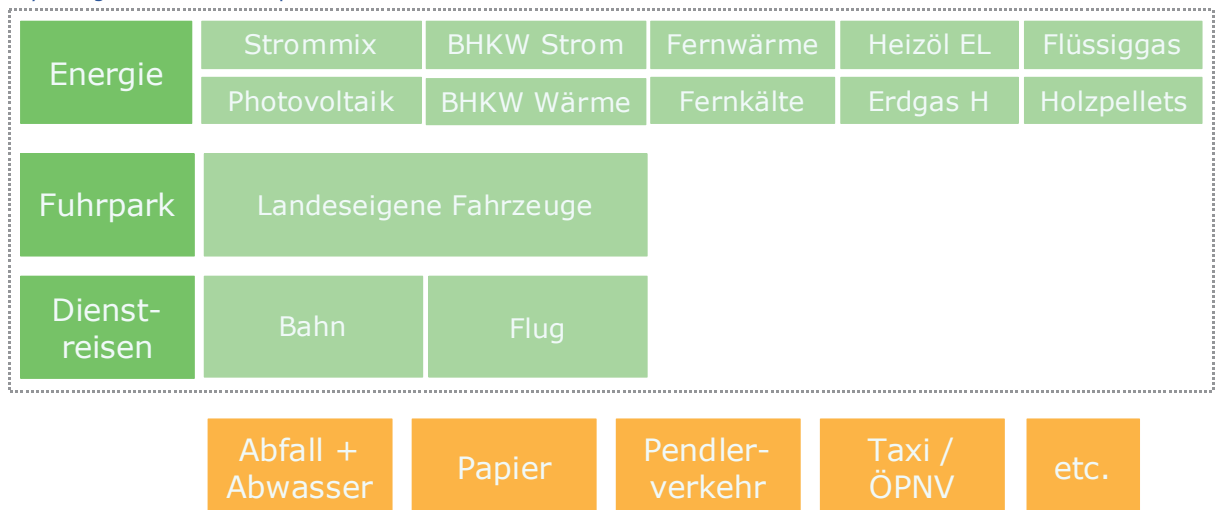 Energie
Strommix
BHKW Strom
Fernwärme
Heizöl EL
Flüssiggas
Photovoltaik
BHKW Wärme
Fernkälte
Erdgas H
Holzpellets
Fuhrpark
Landeseigene Fahrzeuge
Dienst-
reisen
Bahn
Flug
Abfall +
Abwasser
Papier
Pendler-
verkehr
Taxi /
ÖPNV
etc.